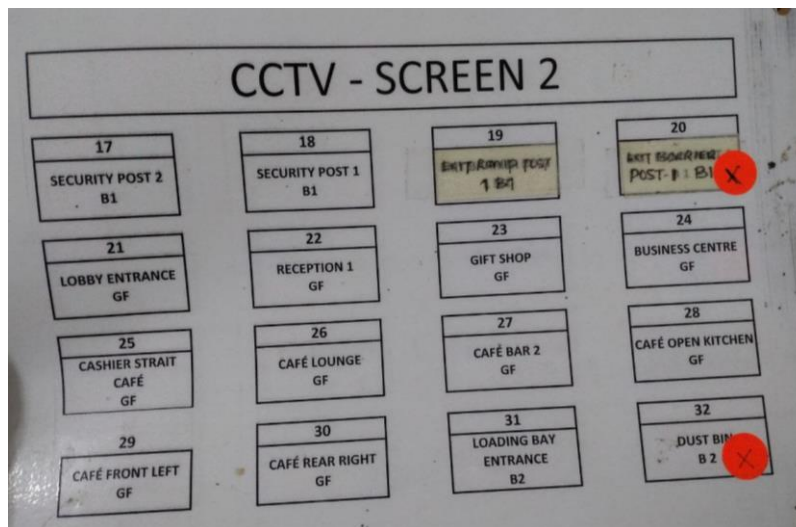 CCTV - SCREEN 2
17
SECURITY POST 2
B1
18
SECURITY POST 1
B1
19
EXIT RAMP POST
1 B1
20
EXIT BARRIER
POST-1 : B1
X
21
LOBBY ENTRANCE
GF
22
RECEPTION 1
GF
23
GIFT SHOP
GF
24
BUSINESS CENTRE
GF
25
CASHIER STRAIT
CAFÉ
GF
26
CAFÉ LOUNGE
GF
27
CAFÉ BAR 2
GF
28
CAFÉ OPEN KITCHEN
GF
29
CAFÉ FRONT LEFT
GF
30
CAFÉ REAR RIGHT
GF
31
LOADING BAY
ENTRANCE
B2
32
DUST BIN
B 2
X